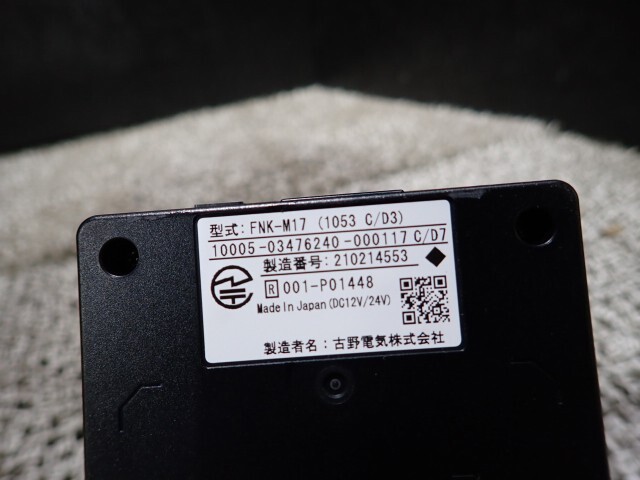 型式: FNK-M17 (1053 C/D3)
10005-03476240-000117 C/D7
製造番号: 210214553
R 001-P01448
Made In Japan (DC12V/24V)
製造者名: 古野電気株式会社